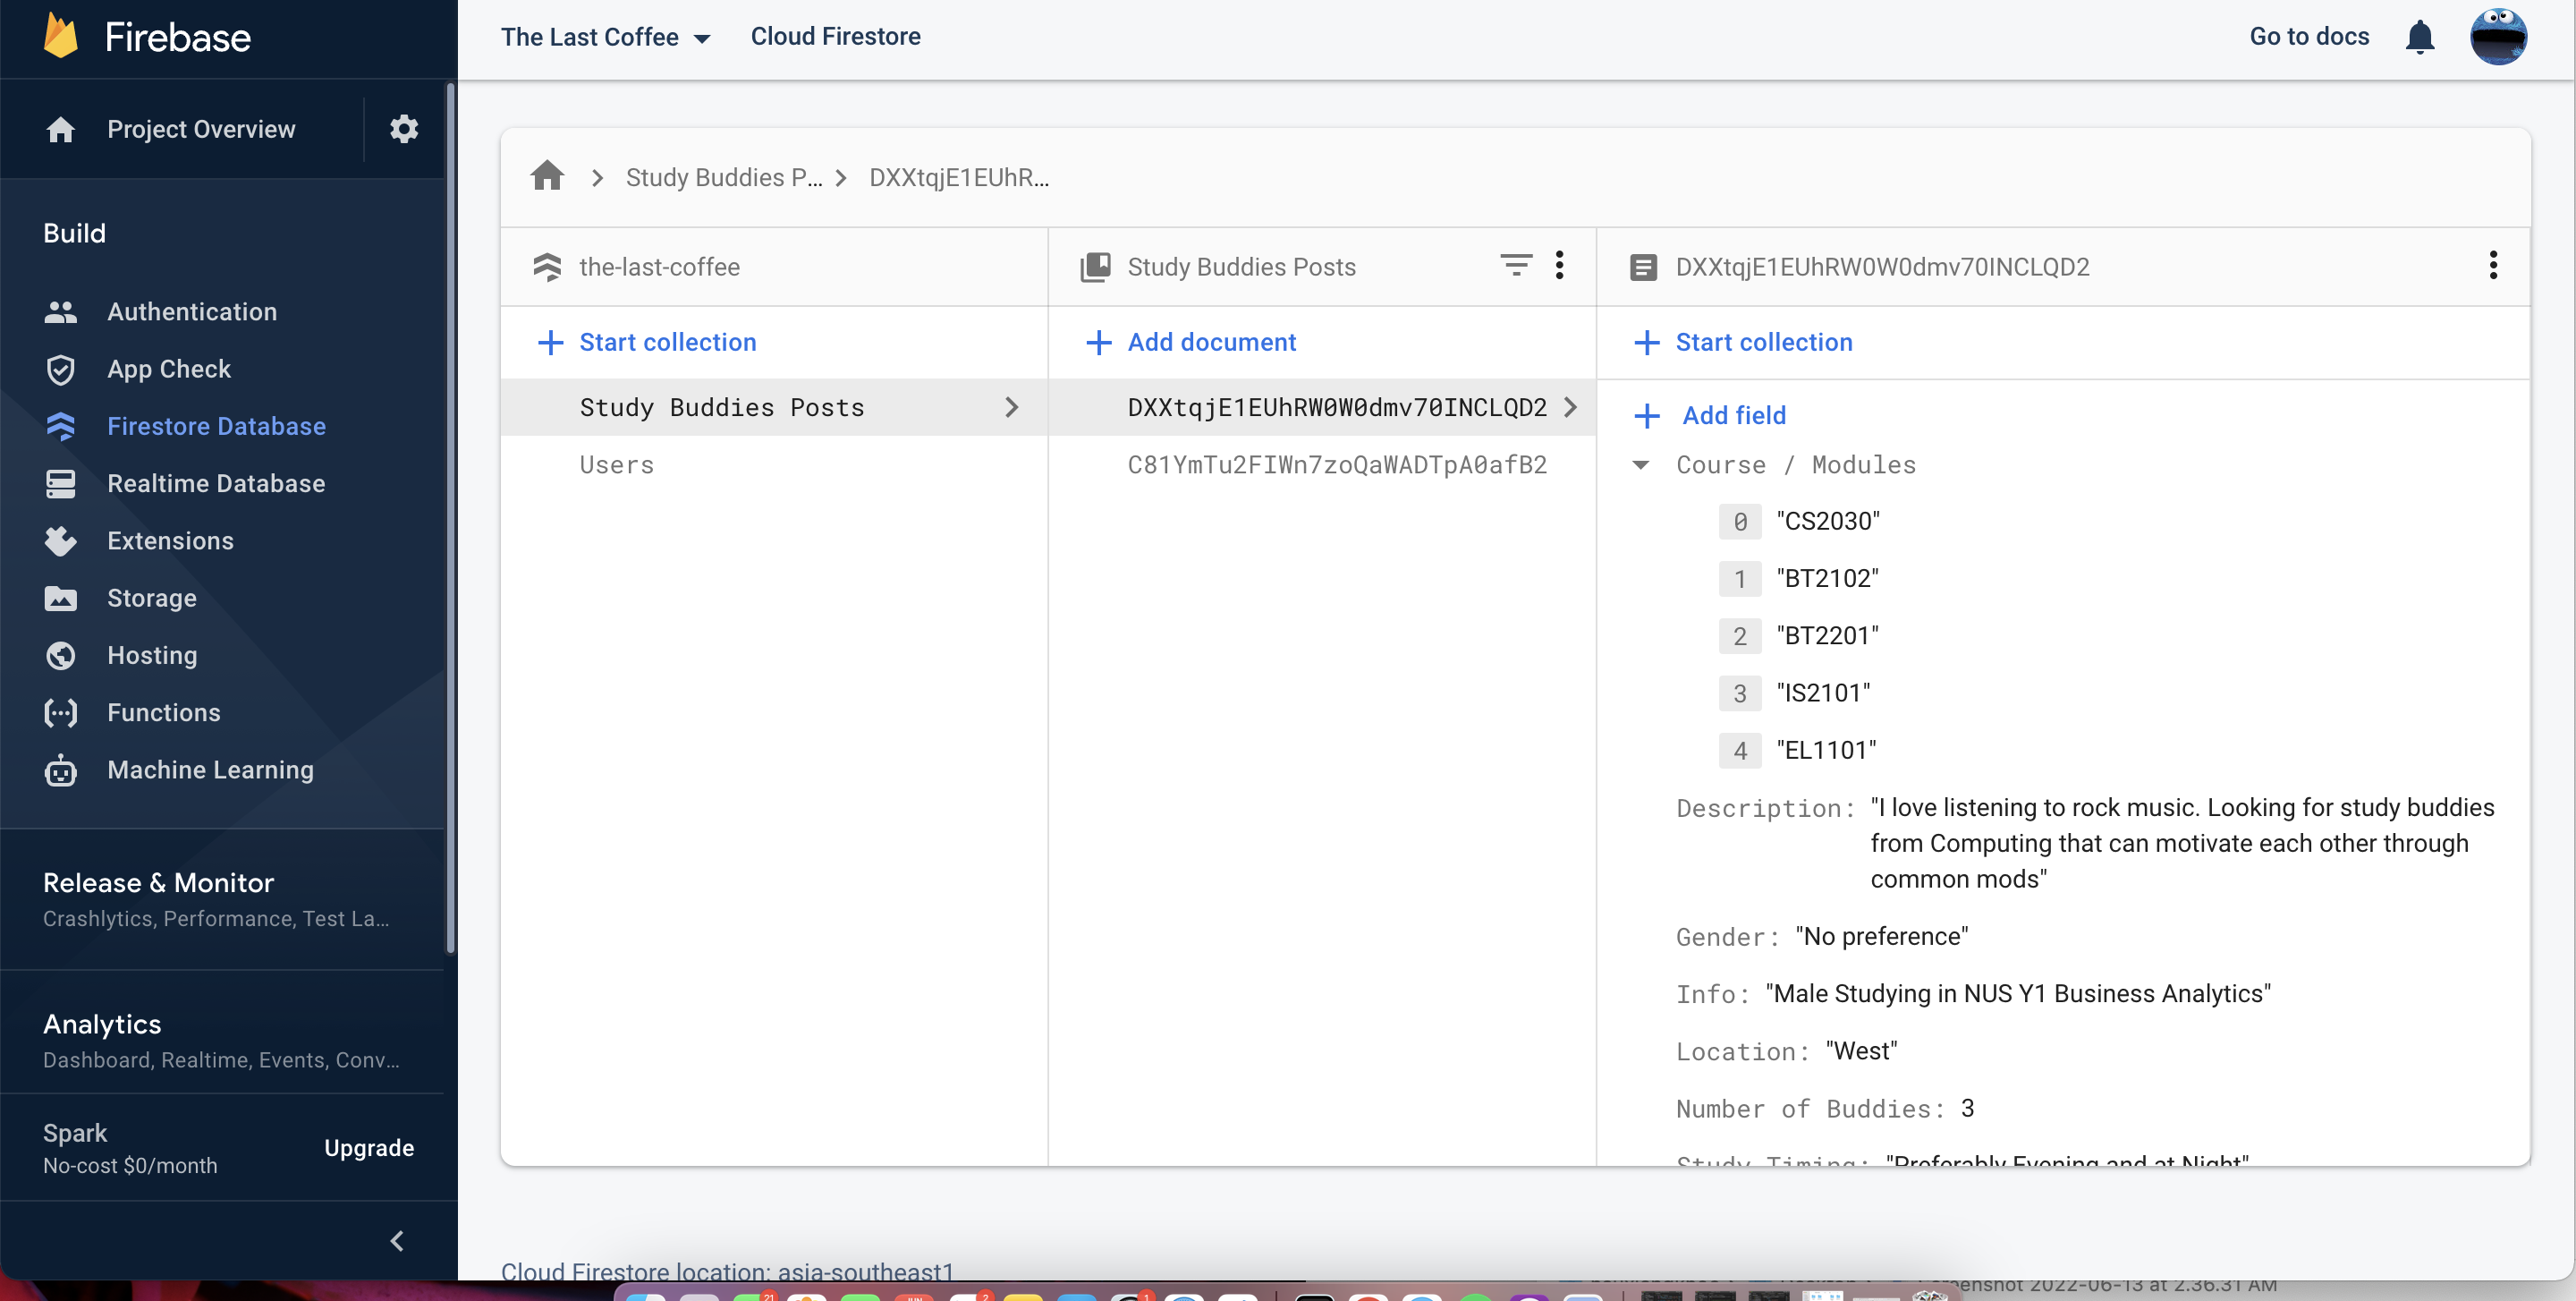 Firebase
The Last Coffee
Cloud Firestore
Go to docs
Project Overview
Build
Authentication
App Check
Firestore Database
Realtime Database
Extensions
Storage
Hosting
Functions
Machine Learning
Release & Monitor
Crashlytics, Performance, Test La...
Analytics
Dashboard, Realtime, Events, Conv...
Spark
No-cost $0/month
Upgrade
Study Buddies P...
DXXtqjE1EUhR...
the-last-coffee
Start collection
Study Buddies Posts
Users
Study Buddies Posts
Add document
DXXtqjE1EUhRW0W0dmv70INCLQD2
C81YmTu2FIWn7zoQaWADTpA0afB2
DXXtqjE1EUhRW0W0dmv70INCLQD2
Start collection
Add field
Course / Modules
0 "CS2030"
1 "BT2102"
2 "BT2201"
3 "IS2101"
4 "EL1101"
Description: "I love listening to rock music. Looking for study buddies
from Computing that can motivate each other through
common mods"
Gender: "No preference"
Info: "Male Studying in NUS Y1 Business Analytics"
Location: "West"
Number of Buddies: 3
Study Timing: "Preferably Evening and at Night"
Cloud Firestore location: asia-southeast1
Screenshot 2022-06-13 at 2.36.31 AM
21
JUN
2
1